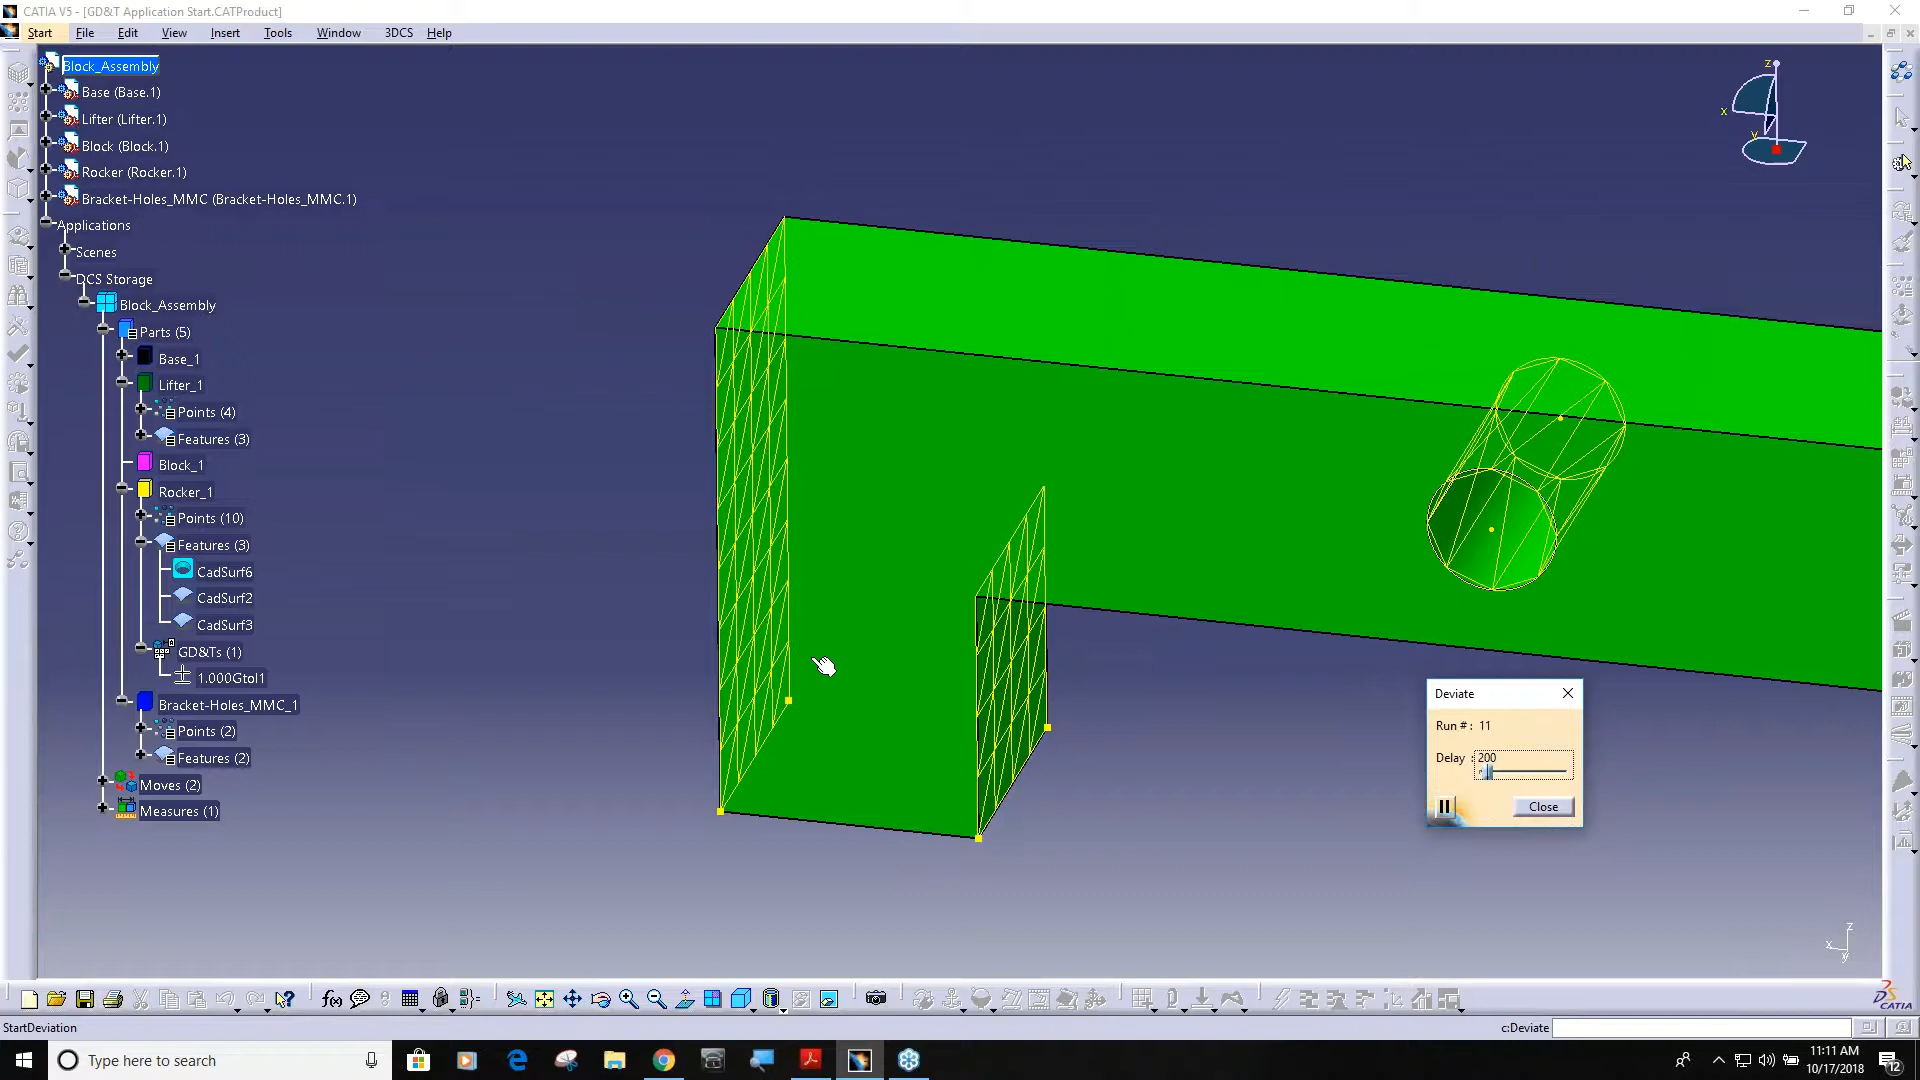 CATIA V5 - [GD&T Application Start.CATProduct]
Start File Edit View Insert Tools Window 3DCS Help
Block_Assembly
Base (Base.1)
Lifter (Lifter.1)
Block (Block.1)
Rocker (Rocker.1)
Bracket-Holes_MMC (Bracket-Holes_MMC.1)
Applications
Scenes
DCS Storage
Block_Assembly
Parts (5)
Base_1
Lifter_1
Points (4)
Features (3)
Block_1
Rocker_1
Points (10)
Features (3)
CadSurf6
CadSurf2
CadSurf3
GD&Ts (1)
1.000Gtol1
Bracket-Holes_MMC_1
Points (2)
Features (2)
Moves (2)
Measures (1)
z
x
y
Deviate
Run # : 11
Delay : 200
Close
z
x
y
f(x)
CATIA
StartDeviation
c:Deviate
Type here to search
11:11 AM
10/17/2018
12